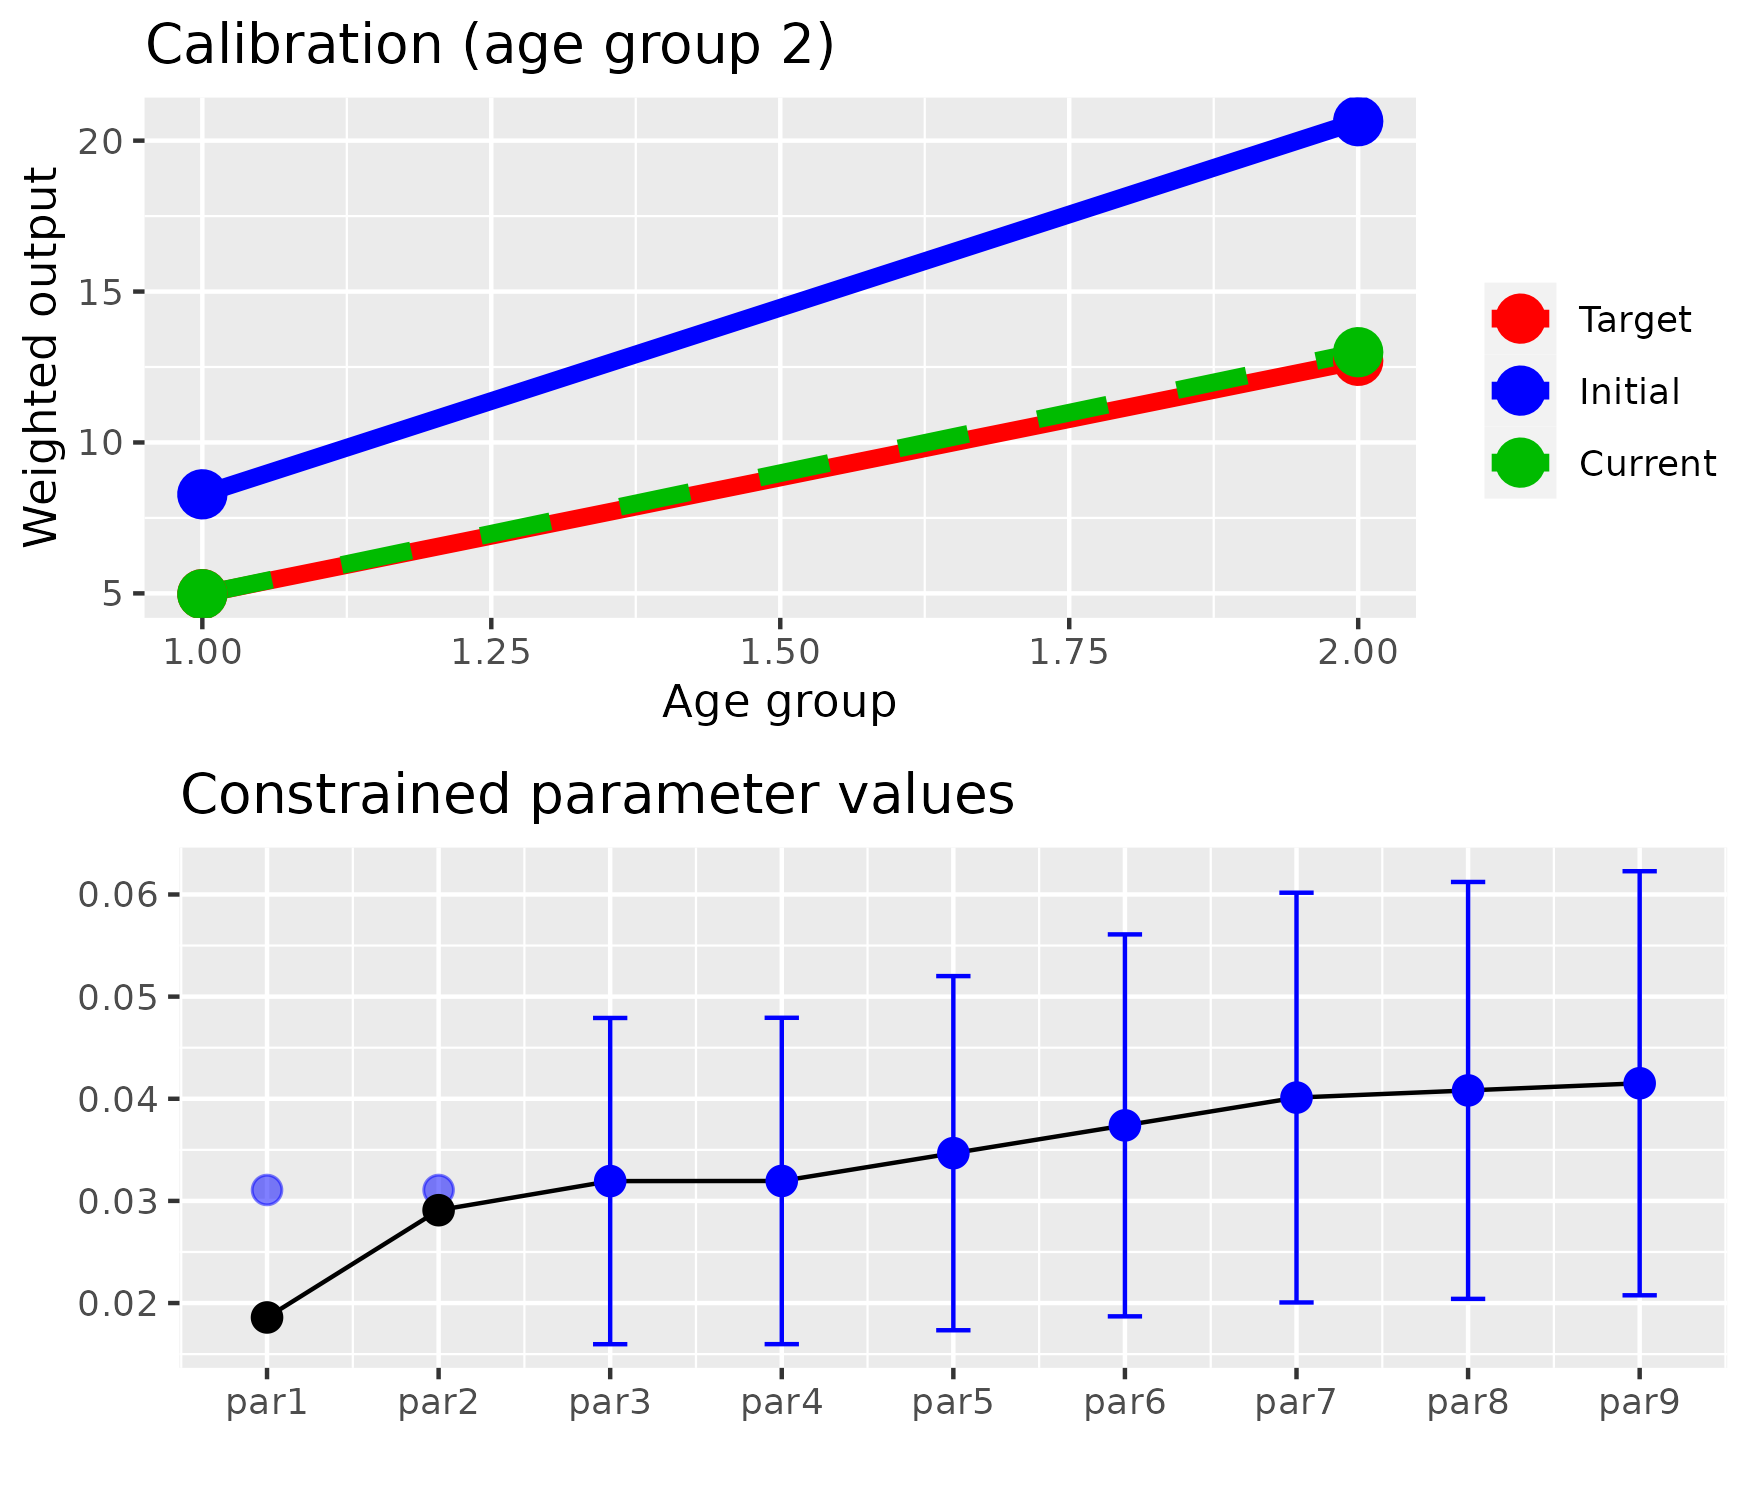 Calibration (age group 2)
Weighted output
20
15
10
5
1.00 1.25 1.50 1.75 2.00
Age group
Target
Initial
Current
Constrained parameter values
0.06
0.05
0.04
0.03
0.02
par1 par2 par3 par4 par5 par6 par7 par8 par9